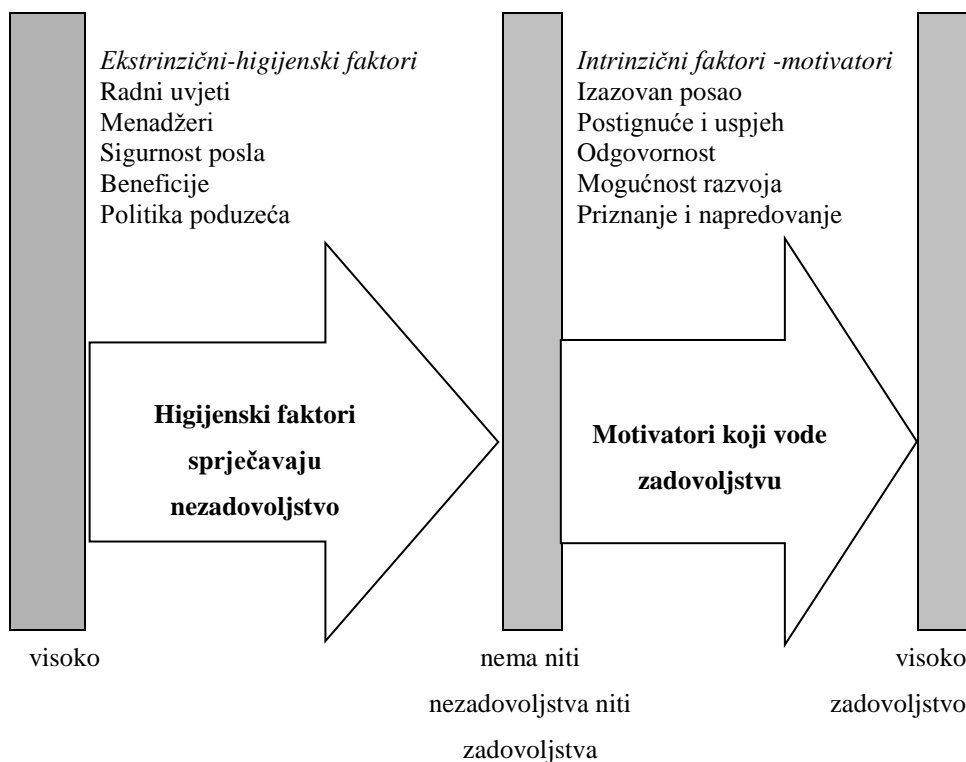 Ekstrinzični-higijenski faktori
Radni uvjeti
Menadžeri
Sigurnost posla
Beneficije
Politika poduzeća
Intrinzični faktori -motivatori
Izazovan posao
Postignuće i uspjeh
Odgovornost
Mogućnost razvoja
Priznanje i napredovanje
Higijenski faktori
sprječavaju
nezadovoljstvo
Motivatori koji vode
zadovoljstvu
visoko
nema niti
nezadovoljstva niti
zadovoljstva
visoko
zadovoljstvo